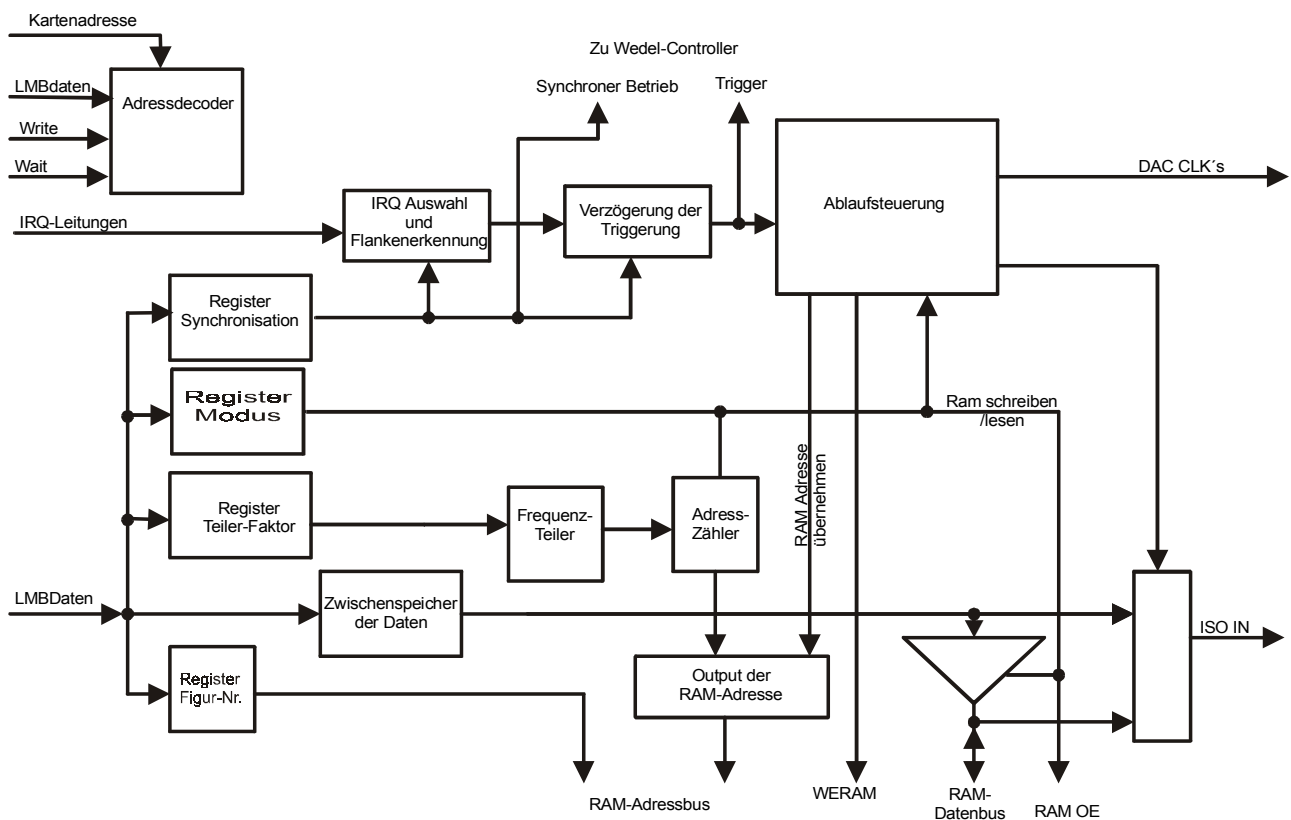 Kartenadresse
LMBdaten
Write
Wait
Adressdecoder
Zu Wedel-Controller
Synchroner Betrieb
Trigger
IRQ-Leitungen
IRQ Auswahl
und
Flankenerkennung
Verzögerung der
Triggerung
Ablaufsteuerung
DAC CLK´s
Register
Synchronisation
Register
Modus
Ram schreiben
/lesen
RAM Adresse
übernehmen
Register
Teiler-Faktor
Frequenz-
Teiler
Adress-
Zähler
LMBDaten
Zwischenspeicher
der Daten
ISO IN
Register
Figur-Nr.
Output der
RAM-Adresse
RAM-Adressbus
WERAM
RAM-
Datenbus
RAM OE